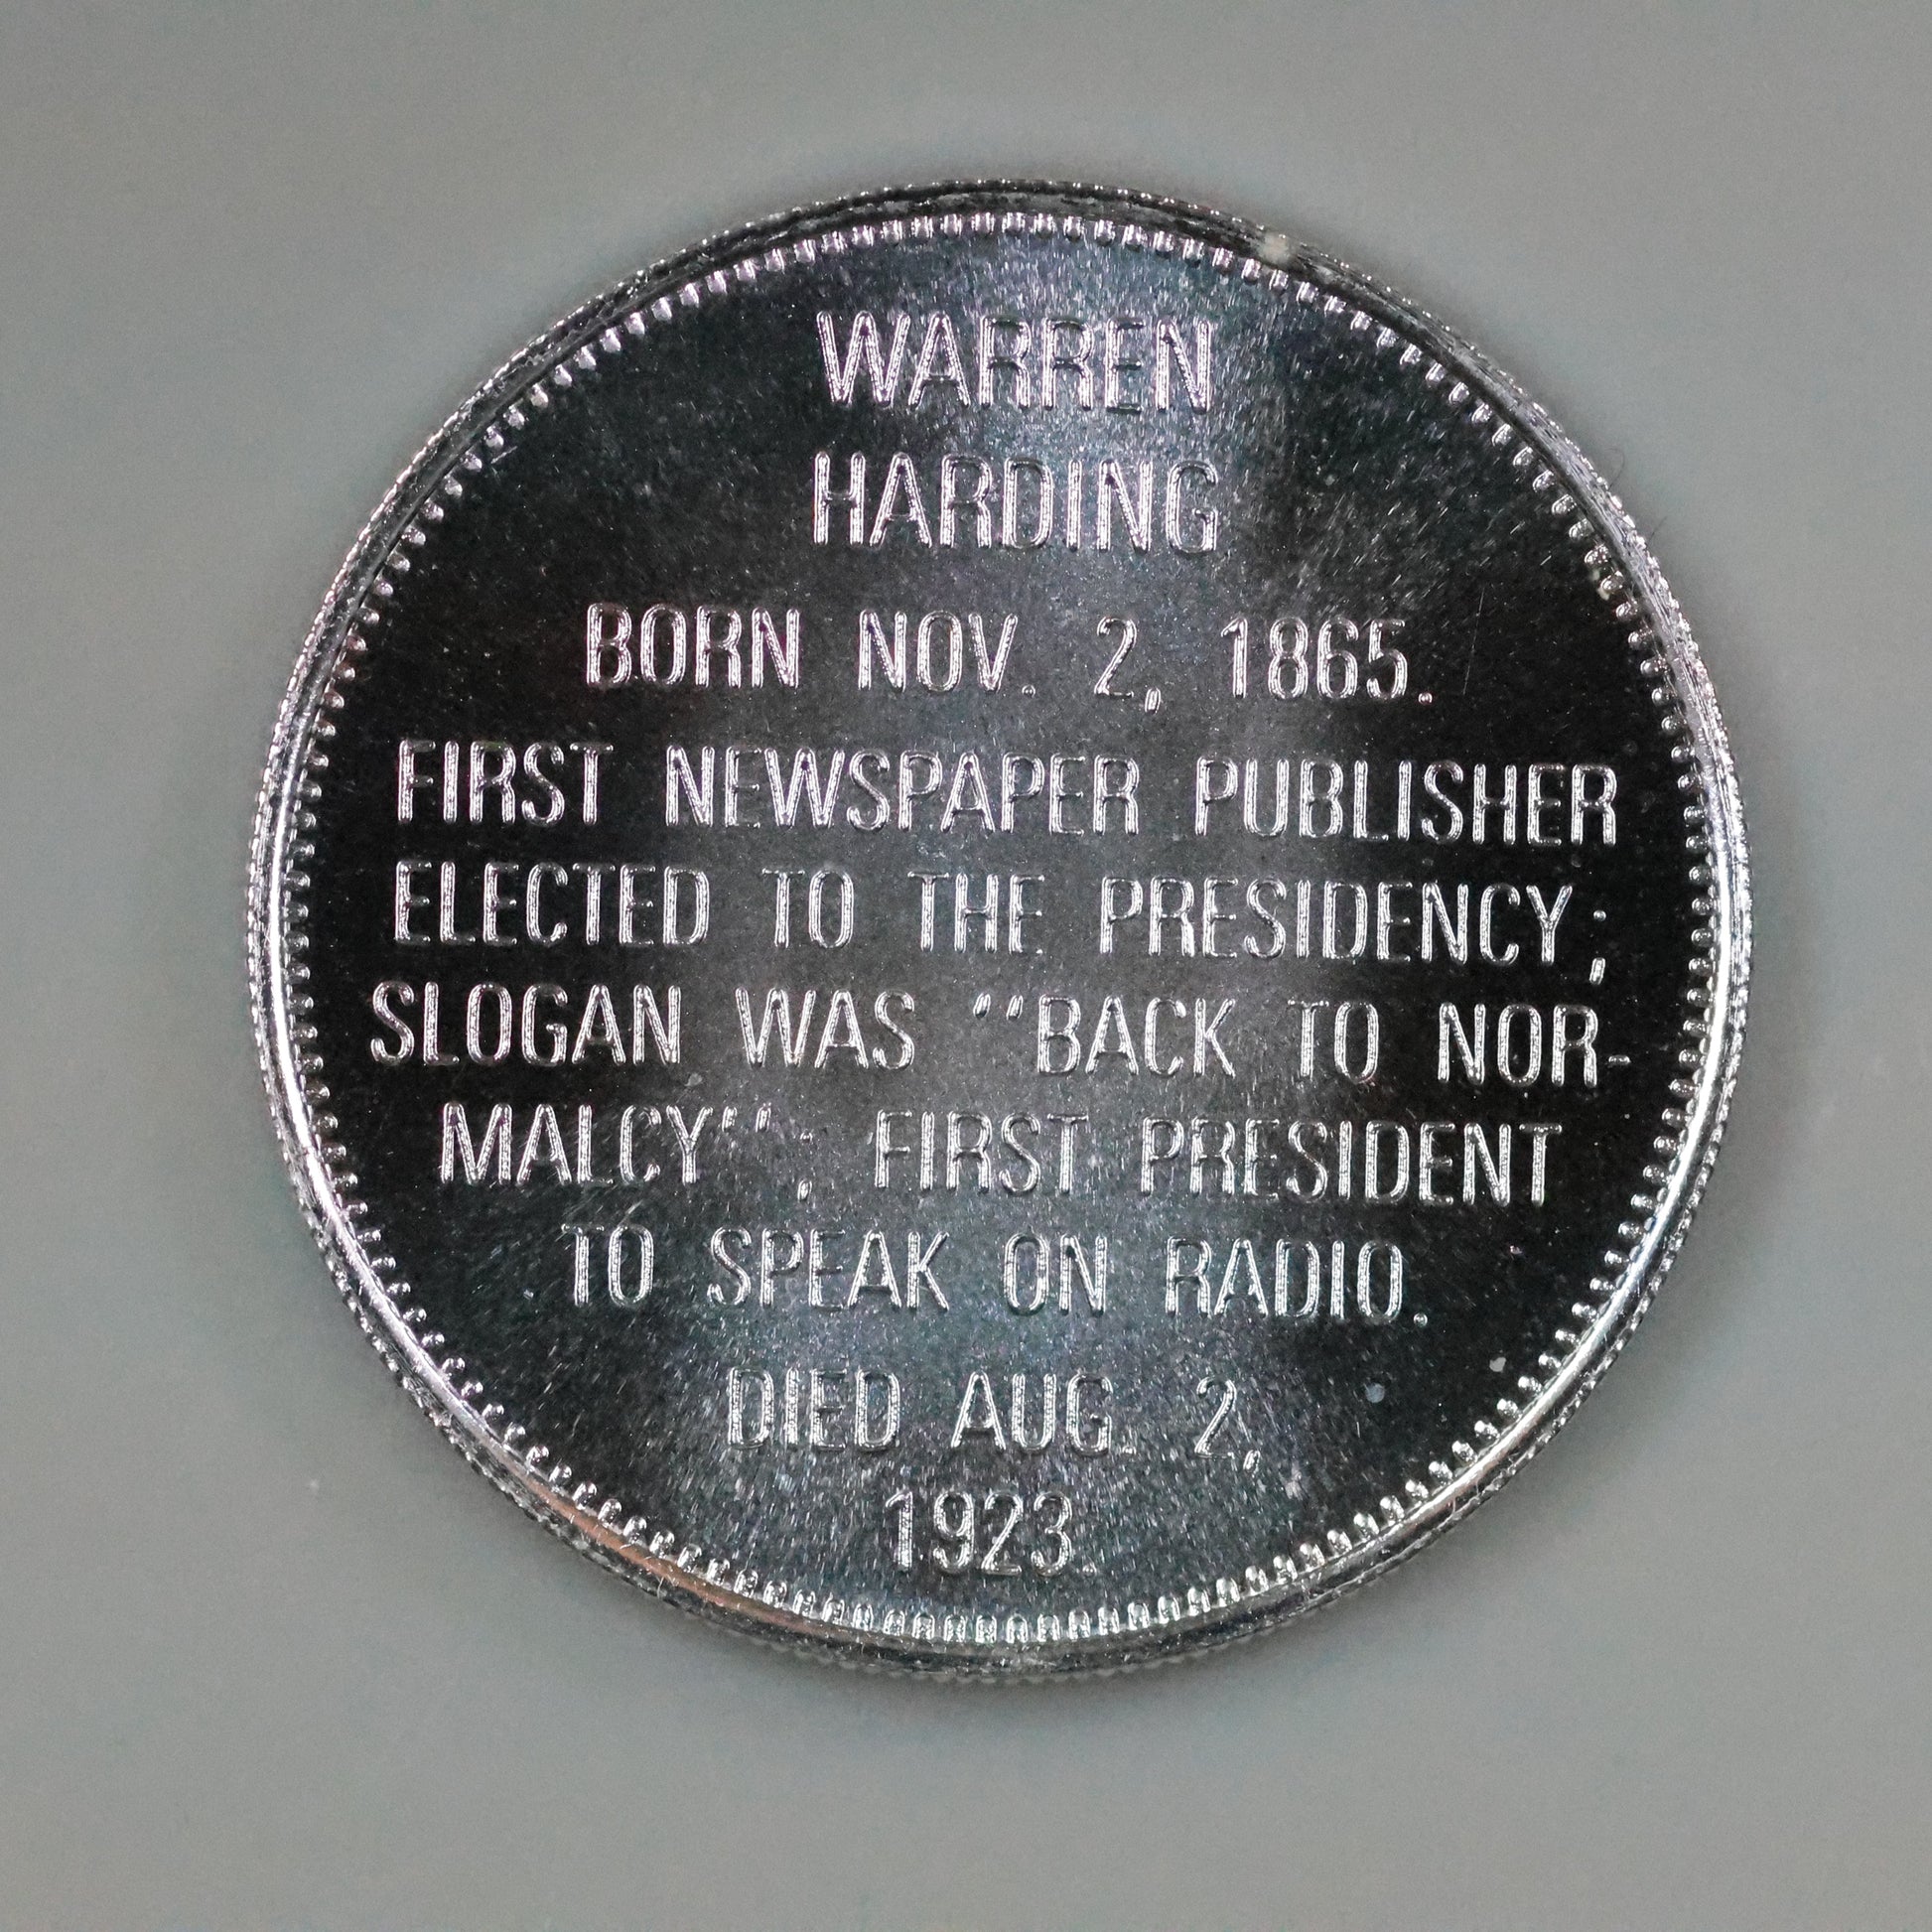 WARREN
HARDING
BORN NOV. 2, 1865.
FIRST NEWSPAPER PUBLISHER
ELECTED TO THE PRESIDENCY;
SLOGAN WAS "BACK TO NOR-
MALCY"; FIRST PRESIDENT
TO SPEAK ON RADIO.
DIED AUG. 2,
1923.